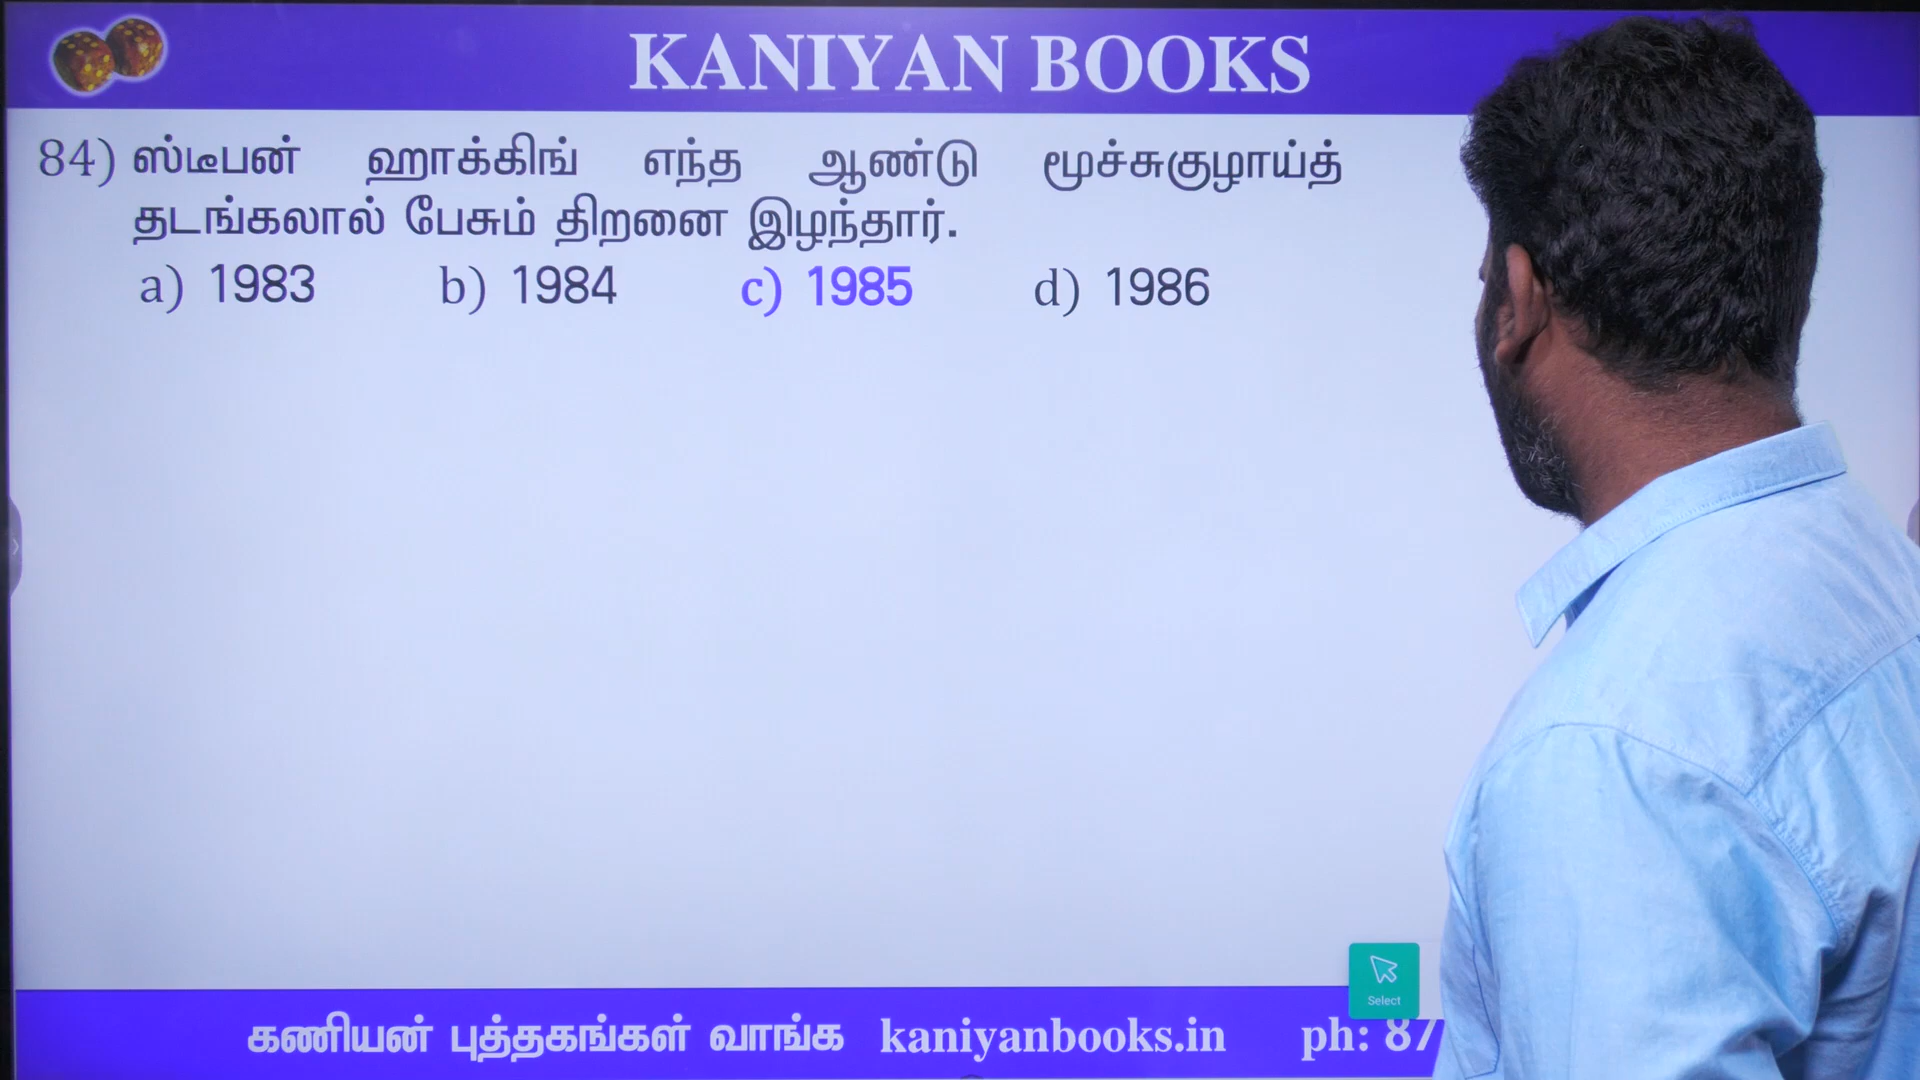 KANIYAN BOOKS
84) ஸ்டீபன் ஹாக்கிங் எந்த ஆண்டு மூச்சுகுழாய்த்
தடங்கலால் பேசும் திறனை இழந்தார்.
a) 1983 b) 1984 c) 1985 d) 1986
Select
கணியன் புத்தகங்கள் வாங்க kaniyanbooks.in ph: 87